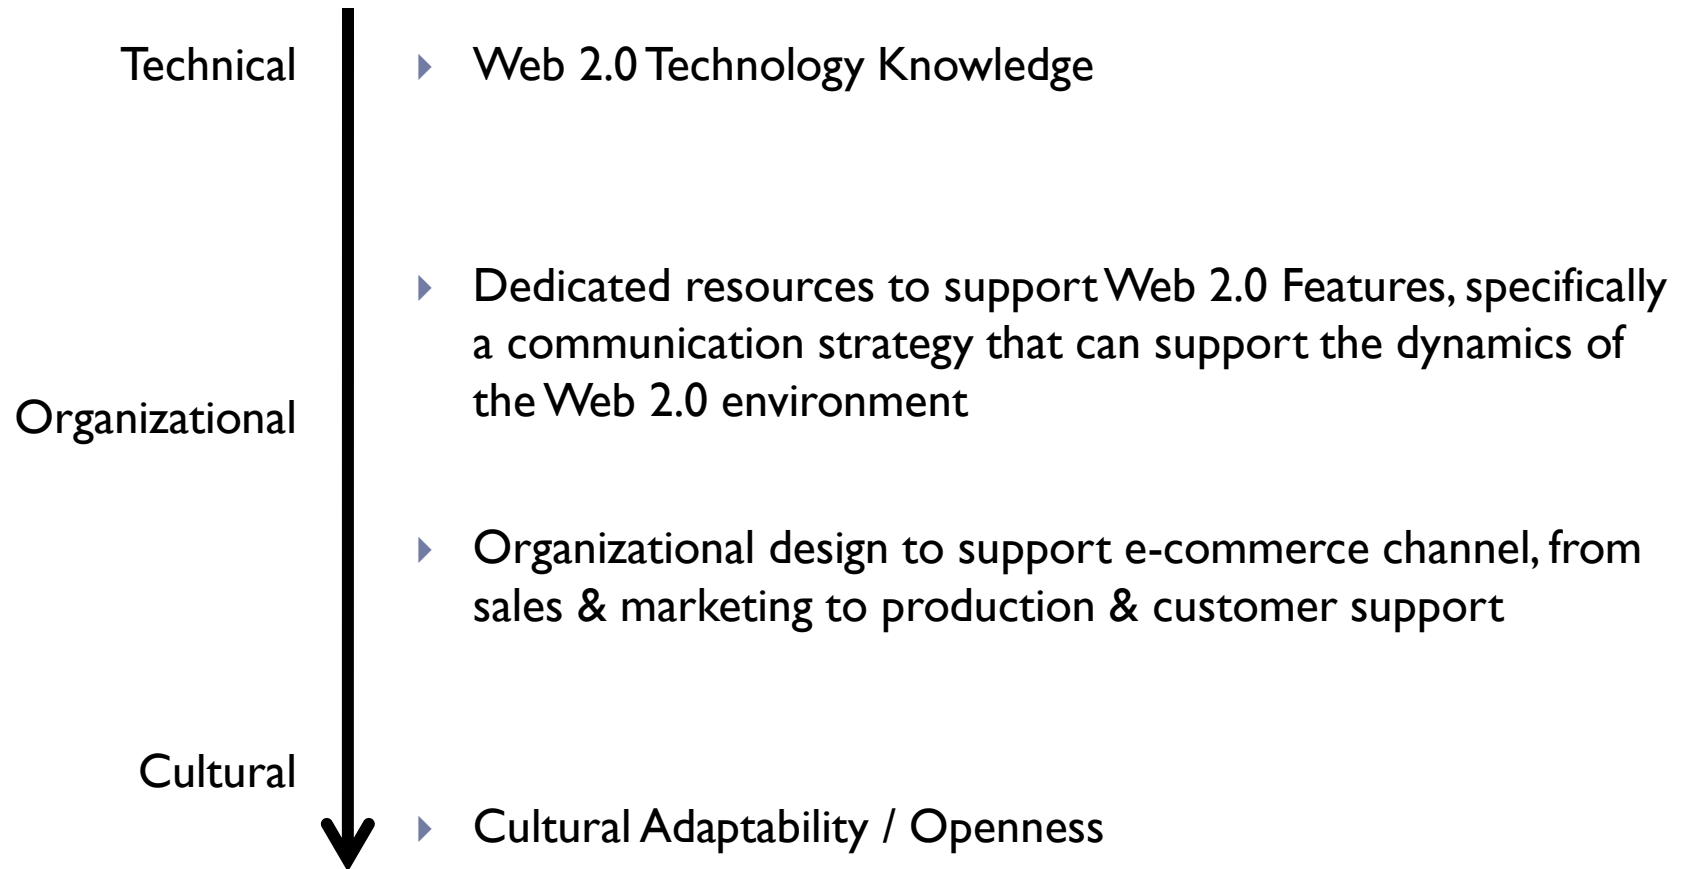 Technical
Web 2.0 Technology Knowledge
Dedicated resources to support Web 2.0 Features, specifically
a communication strategy that can support the dynamics of
the Web 2.0 environment
Organizational
Organizational design to support e-commerce channel, from
sales & marketing to production & customer support
Cultural
Cultural Adaptability / Openness